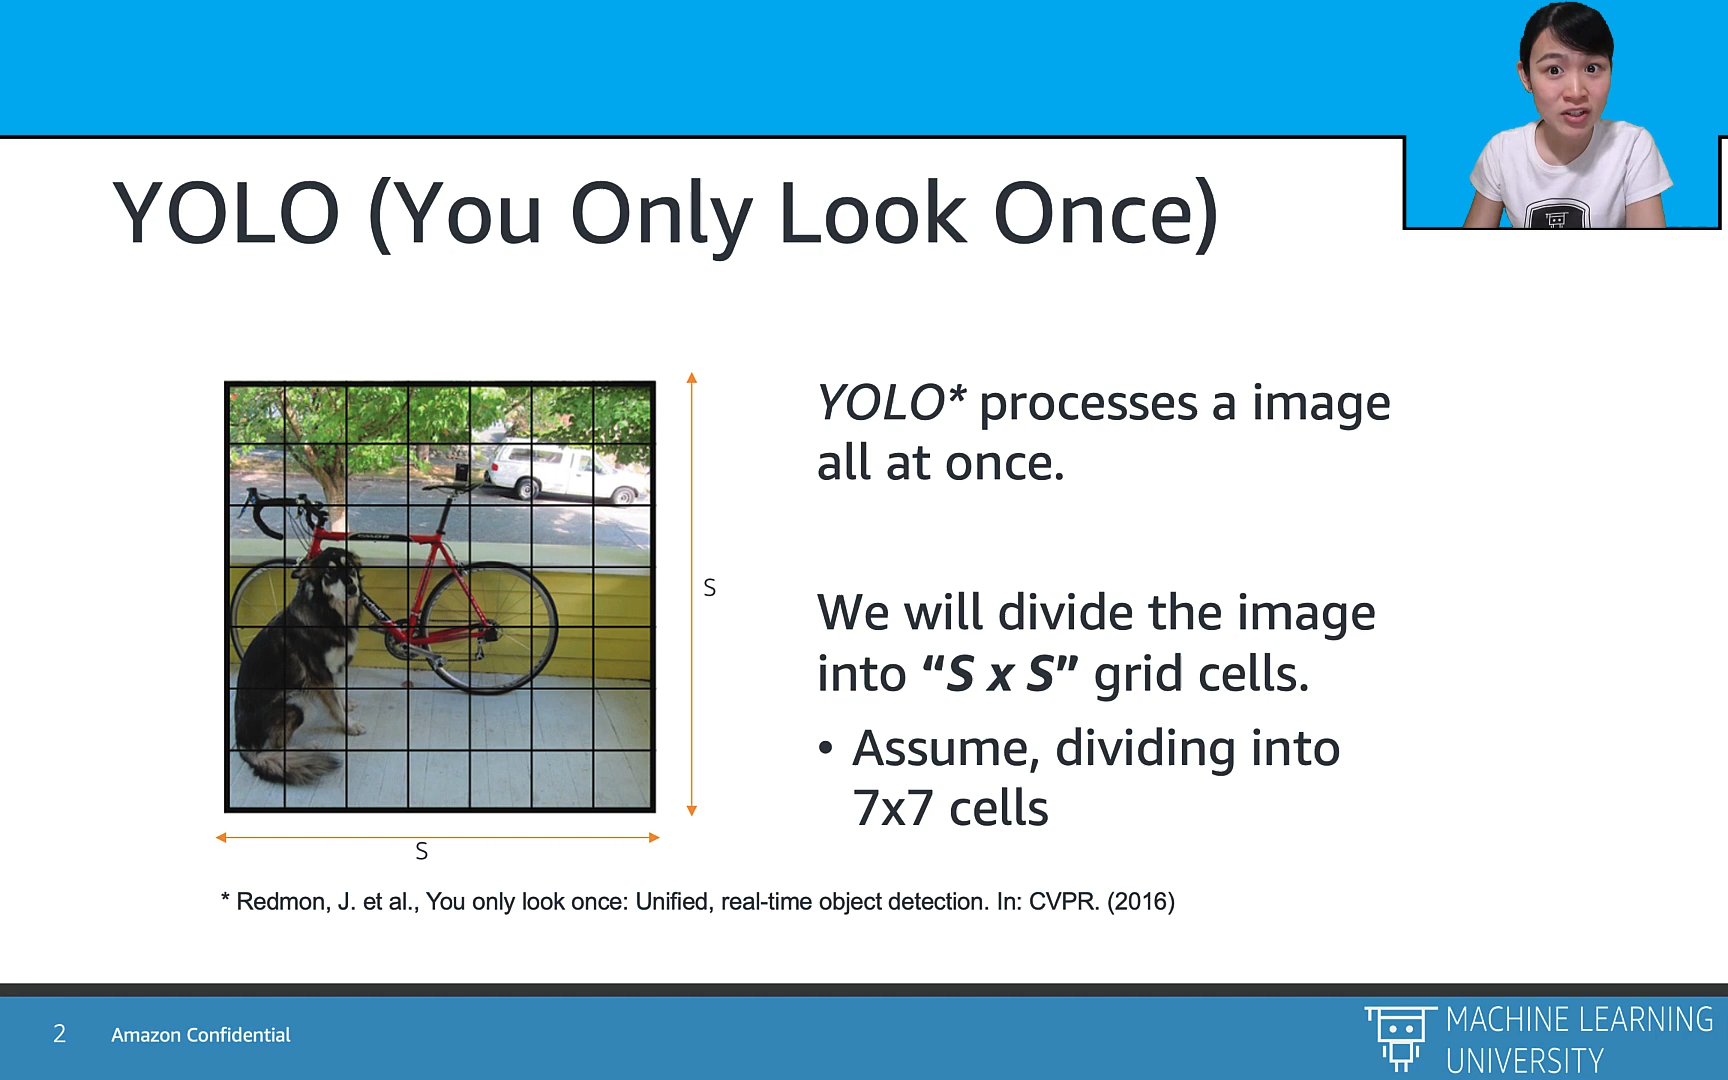 YOLO (You Only Look Once)
YOLO* processes a image
all at once.
We will divide the image
into “S x S” grid cells.
• Assume, dividing into
7x7 cells
S
S
* Redmon, J. et al., You only look once: Unified, real-time object detection. In: CVPR. (2016)
2
Amazon Confidential
MACHINE LEARNING
UNIVERSITY